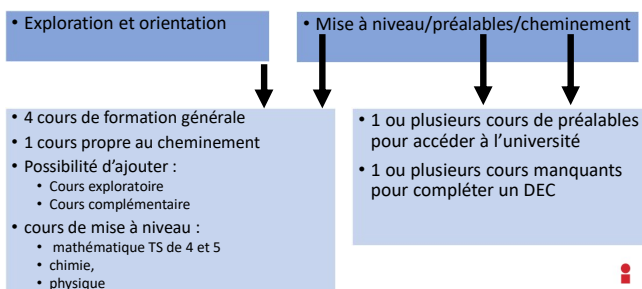 • Exploration et orientation
• Mise à niveau/préalables/cheminement
• 4 cours de formation générale
• 1 cours propre au cheminement
• Possibilité d'ajouter :
• Cours exploratoire
• Cours complémentaire
• cours de mise à niveau :
• mathématique TS de 4 et 5
• chimie,
• physique
• 1 ou plusieurs cours de préalables
pour accéder à l'université
• 1 ou plusieurs cours manquants
pour compléter un DEC